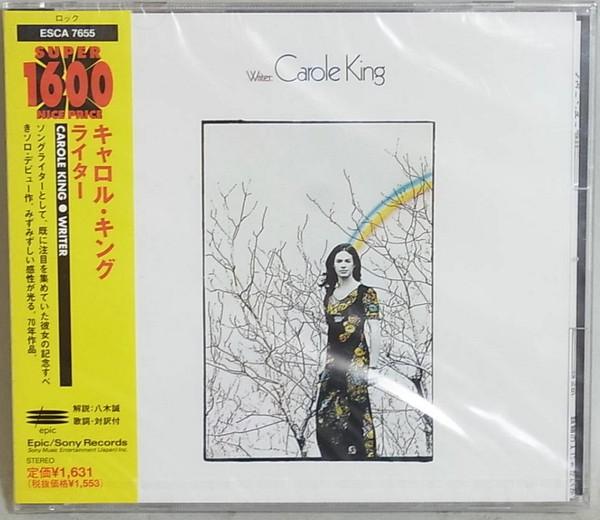 ロック
ESCA 7655
SUPER
1600
NICE PRICE
キャロル・キング
ライター
CAROLE KING ● WRITER
ソングライターとして、既に注目を集めていた彼女の記念すべ
きソロ・デビュー作。みずみずしい感性が光る、70年作品。
epic
解説：八木誠
歌詞・対訳付
Epic/Sony Records
Sony Music Entertainment (Japan) Inc.
STEREO
定価¥1,631
(税抜価格¥1,553)
Writer: Carole King